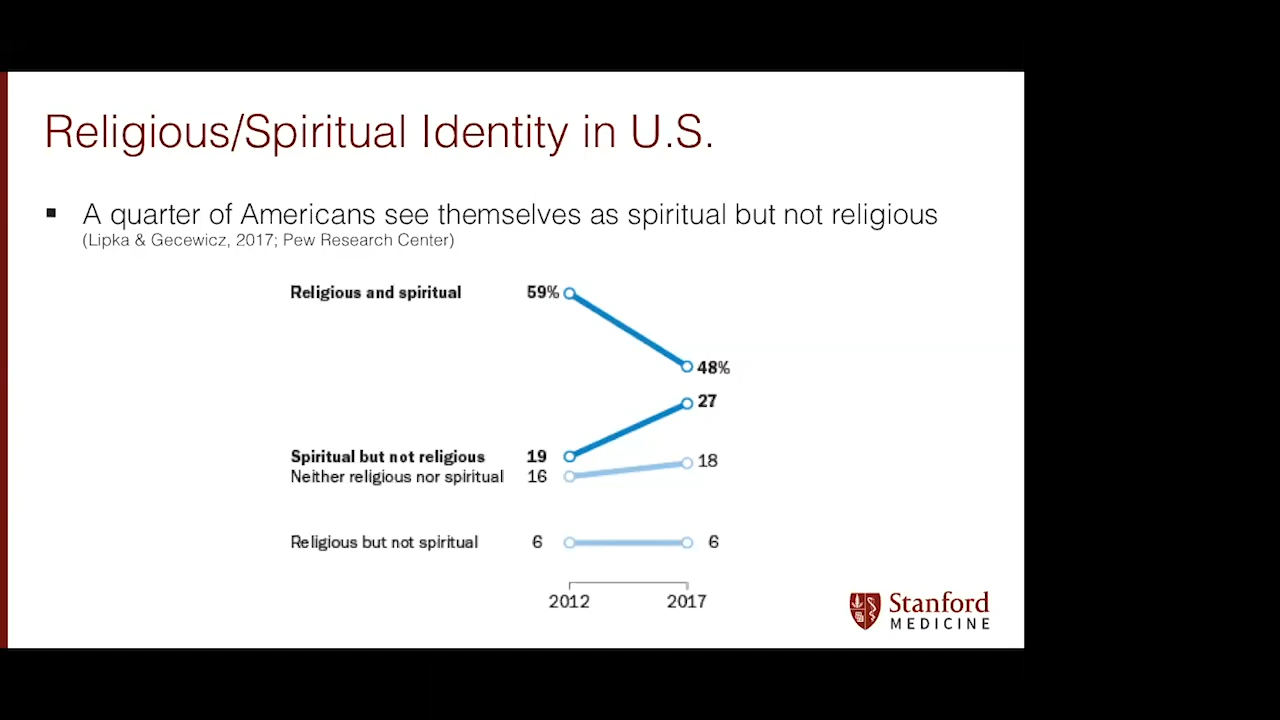 Religious/Spiritual Identity in U.S.
▪ A quarter of Americans see themselves as spiritual but not religious
(Lipka & Gecewicz, 2017; Pew Research Center)
Religious and spiritual 59%
48%
27
Spiritual but not religious 19
18
Neither religious nor spiritual 16
Religious but not spiritual 6 6
2012 2017
Stanford
MEDICINE